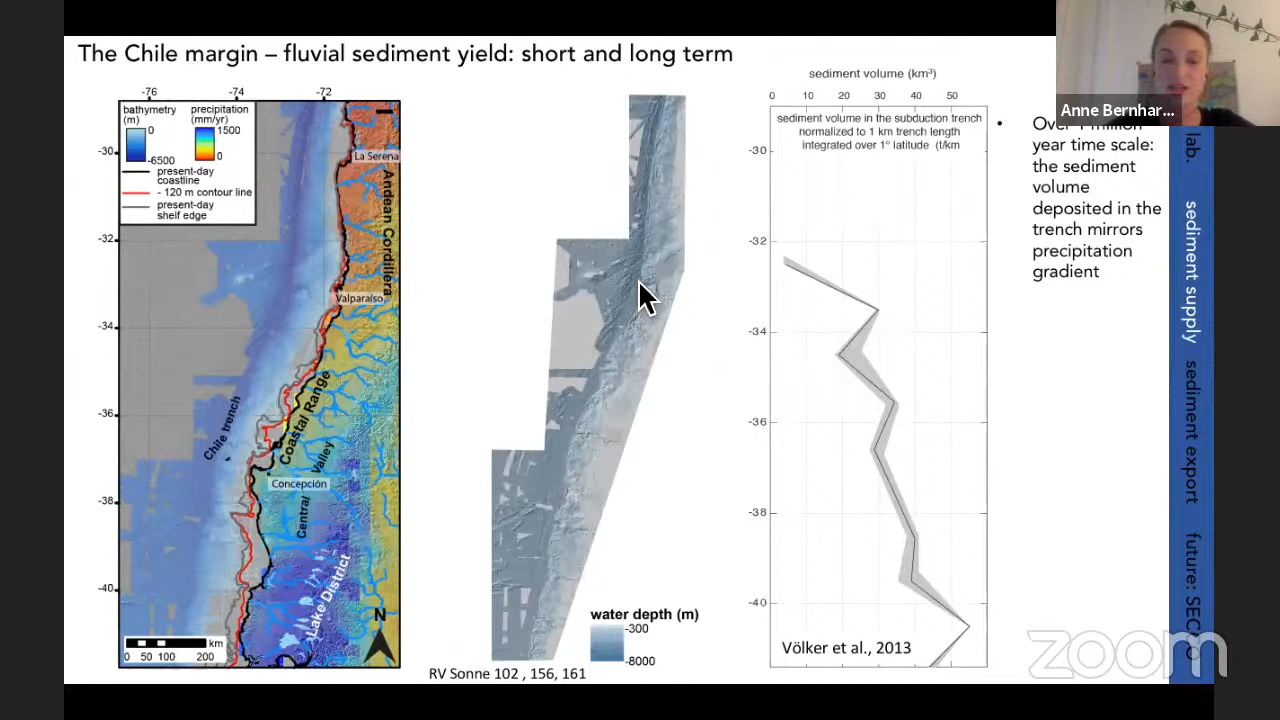 The Chile margin – fluvial sediment yield: short and long term
-76
-74
-72
bathymetry
(m)
precipitation
(mm/yr)
0
1500
-6500
0
present-day
coastline
- 120 m contour line
present-day
shelf edge
-30
-32
-34
-36
-38
-40
La Serena
Andean Cordillera
Valparaíso
Coastal Range
Chile trench
Valley
Concepción
Central
Lake District
N
km
0 50 100 200
water depth (m)
-300
-8000
RV Sonne 102 , 156, 161
sediment volume (km³)
0 10 20 30 40 50
sediment volume in the subduction trench
normalized to 1 km trench length
integrated over 1° latitude (t/km
-30
-32
-34
-36
-38
-40
Völker et al., 2013
• Over 1 million
year time scale:
the sediment
volume
deposited in the
trench mirrors
precipitation
gradient
Anne Bernhar...
lab.
sediment supply
sediment export
future:
zoom